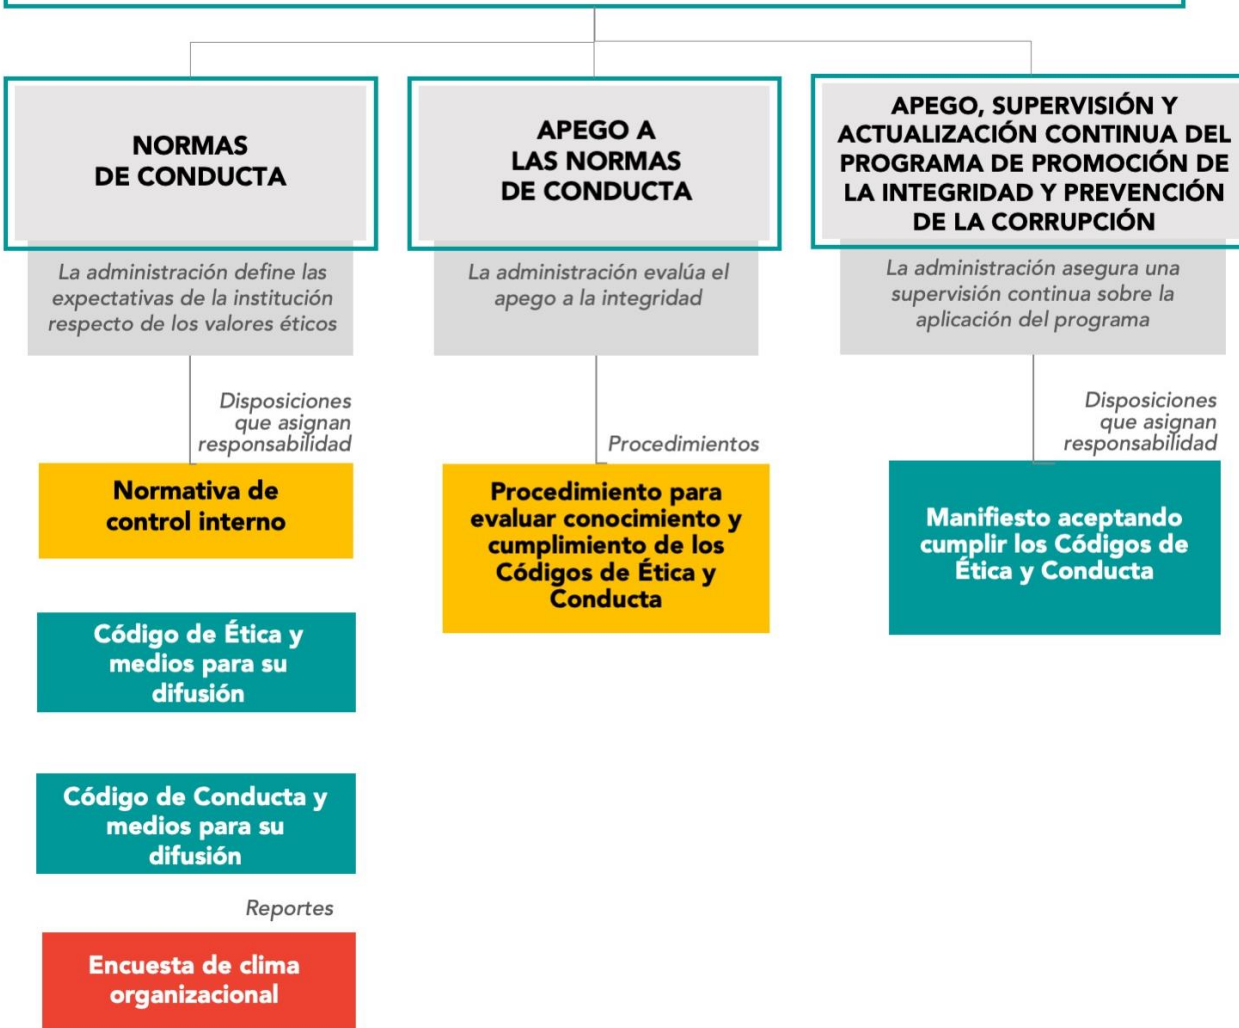 NORMAS
DE CONDUCTA
La administración define las
expectativas de la institución
respecto de los valores éticos
Disposiciones
que asignan
responsabilidad
Normativa de
control interno
Código de Ética y
medios para su
difusión
Código de Conducta y
medios para su
difusión
Reportes
Encuesta de clima
organizacional
APEGO A
LAS NORMAS
DE CONDUCTA
La administración evalúa el
apego a la integridad
Procedimientos
Procedimiento para
evaluar conocimiento y
cumplimiento de los
Códigos de Ética y
Conducta
APEGO, SUPERVISIÓN Y
ACTUALIZACIÓN CONTINUA DEL
PROGRAMA DE PROMOCIÓN DE
LA INTEGRIDAD Y PREVENCIÓN
DE LA CORRUPCIÓN
La administración asegura una
supervisión continua sobre la
aplicación del programa
Disposiciones
que asignan
responsabilidad
Manifiesto aceptando
cumplir los Códigos de
Ética y Conducta